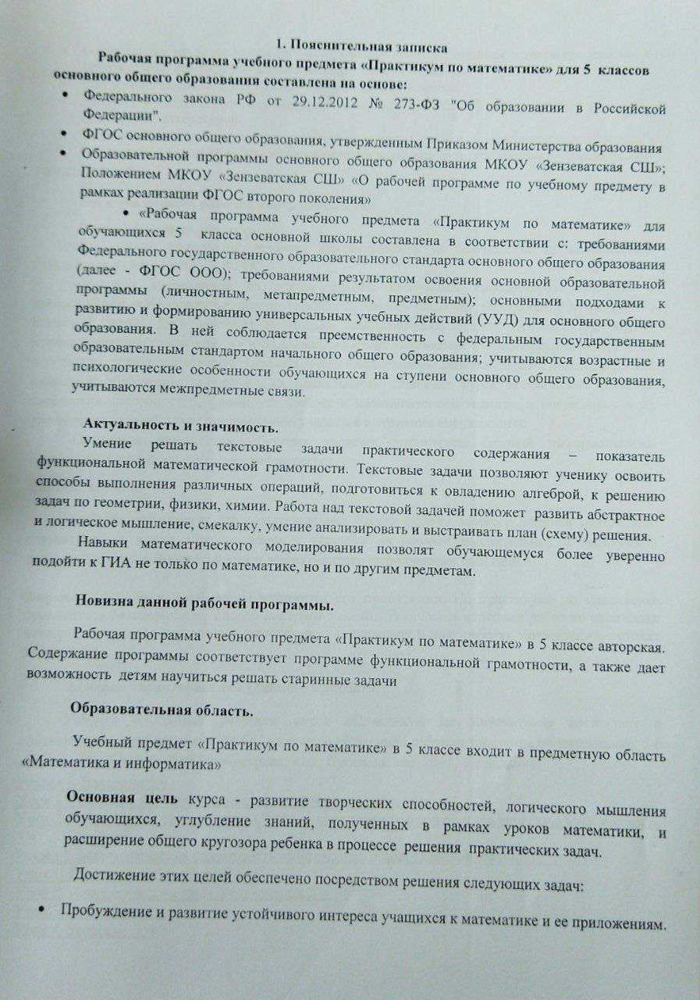 1. Пояснительная записка
Рабочая программа учебного предмета «Практикум по математике» для 5 классов
основного общего образования составлена на основе:
• Федерального закона РФ от 29.12.2012 № 273-ФЗ "Об образовании в Российской
Федерации".
• ФГОС основного общего образования, утвержденным Приказом Министерства образования
• Образовательной программы основного общего образования МКОУ «Зензеватская СШ»;
Положением МКОУ «Зензеватская СШ» «О рабочей программе по учебному предмету в
рамках реализации ФГОС второго поколения»
• «Рабочая программа учебного предмета «Практикум по математике» для
обучающихся 5 класса основной школы составлена в соответствии с: требованиями
Федерального государственного образовательного стандарта основного общего образования
(далее - ФГОС ООО); требованиями результатом освоения основной образовательной
программы (личностным, метапредметным, предметным); основными подходами к
развитию и формированию универсальных учебных действий (УУД) для основного общего
образования. В ней соблюдается преемственность с федеральным государственным
образовательным стандартом начального общего образования; учитываются возрастные и
психологические особенности обучающихся на ступени основного общего образования,
учитываются межпредметные связи.
Актуальность и значимость.
Умение решать текстовые задачи практического содержания – показатель
функциональной математической грамотности. Текстовые задачи позволяют ученику освоить
способы выполнения различных операций, подготовиться к овладению алгеброй, к решению
задач по геометрии, физики, химии. Работа над текстовой задачей поможет развить абстрактное
и логическое мышление, смекалку, умение анализировать и выстраивать план (схему) решения.
Навыки математического моделирования позволят обучающемуся более уверенно
подойти к ГИА не только по математике, но и по другим предметам.
Новизна данной рабочей программы.
Рабочая программа учебного предмета «Практикум по математике» в 5 классе авторская.
Содержание программы соответствует программе функциональной грамотности, а также дает
возможность детям научиться решать старинные задачи
Образовательная область.
Учебный предмет «Практикум по математике» в 5 классе входит в предметную область
«Математика и информатика»
Основная цель курса - развитие творческих способностей, логического мышления
обучающихся, углубление знаний, полученных в рамках уроков математики, и
расширение общего кругозора ребенка в процессе решения практических задач.
Достижение этих целей обеспечено посредством решения следующих задач:
• Пробуждение и развитие устойчивого интереса учащихся к математике и ее приложениям.